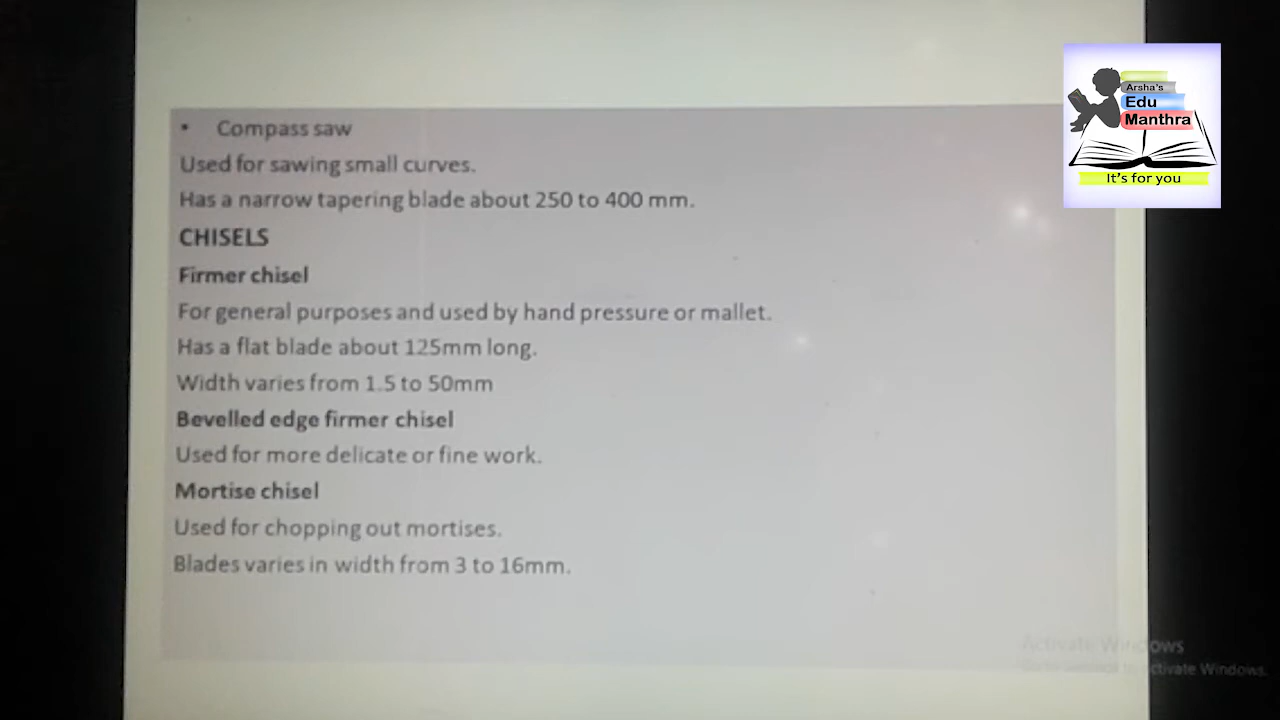 • Compass saw
Used for sawing small curves.
Has a narrow tapering blade about 250 to 400 mm.
CHISELS
Firmer chisel
For general purposes and used by hand pressure or mallet.
Has a flat blade about 125mm long.
Width varies from 1.5 to 50mm
Bevelled edge firmer chisel
Used for more delicate or fine work.
Mortise chisel
Used for chopping out mortises.
Blades varies in width from 3 to 16mm.
Arsha's
Edu
Manthra
It's for you
Activate Windows
activate Windows.